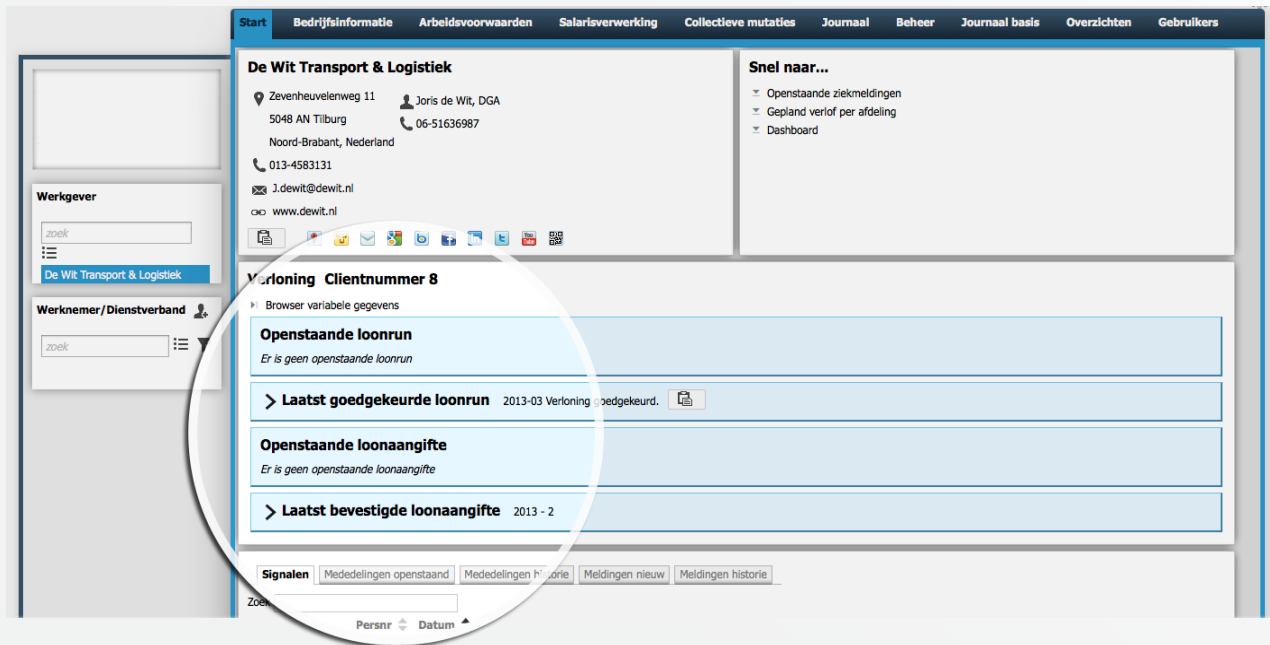 Start Bedrijfsinformatie Arbeidsvoorwaarden Salarisverwerking Collectieve mutaties Journaal Beheer Journaal basis Overzichten Gebruikers
De Wit Transport & Logistiek
Zevenheuvelenweg 11
5048 AN Tilburg
Noord-Brabant, Nederland
013-4583131
J.dewit@dewit.nl
www.dewit.nl
Joris de Wit, DGA
06-51636987
Snel naar...
Openstaande ziekmeldingen
Gepland verlof per afdeling
Dashboard
Werkgever
zoek
De Wit Transport & Logistiek
Werknemer/Dienstverband
zoek
Verloning Clientnummer 8
Browser variabele gegevens
Openstaande loonrun
Er is geen openstaande loonrun
Laatst goedgekeurde loonrun 2013-03 Verloning goedgekeurd.
Openstaande loonaangifte
Er is geen openstaande loonaangifte
Laatst bevestigde loonaangifte 2013 - 2
Signalen Mededelingen openstaand Mededelingen historie Meldingen nieuw Meldingen historie
Zoek
Persnr Datum